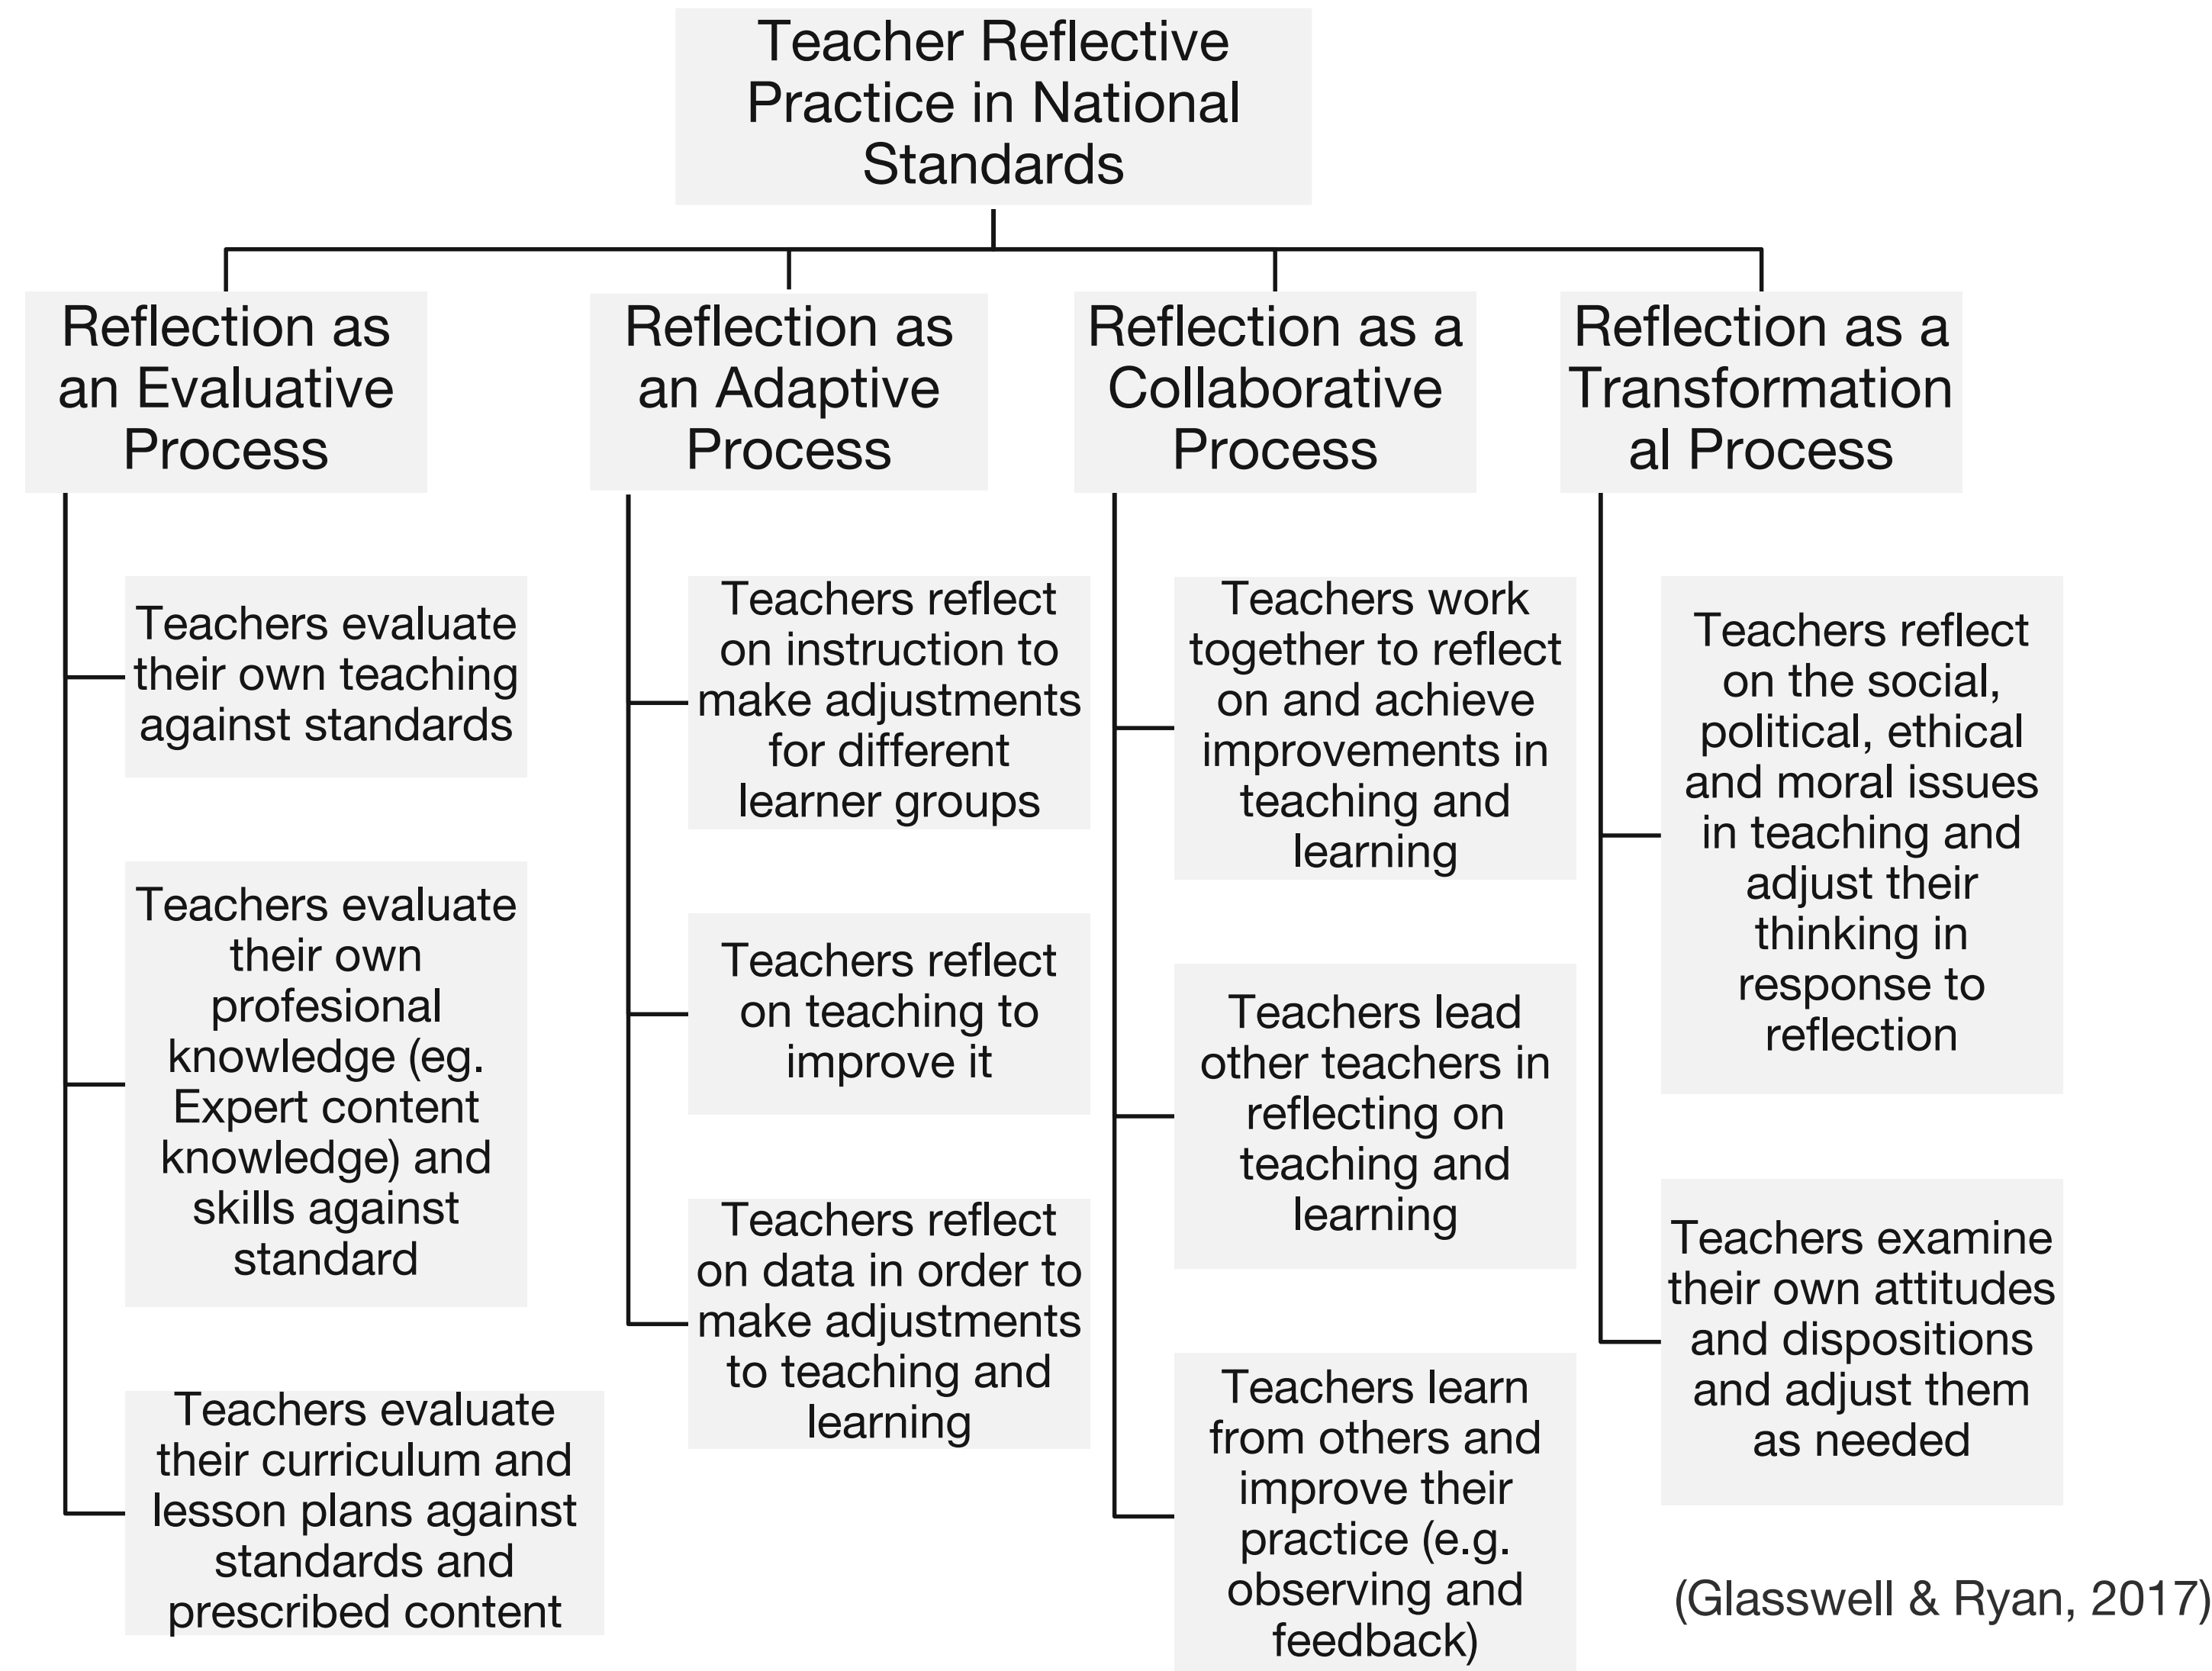 Teacher Reflective
Practice in National
Standards
Reflection as
an Evaluative
Process
Teachers evaluate
their own teaching
against standards
Teachers evaluate
their own
profesional
knowledge (eg.
Expert content
knowledge) and
skills against
standard
Teachers evaluate
their curriculum and
lesson plans against
standards and
prescribed content
Reflection as
an Adaptive
Process
Teachers reflect
on instruction to
make adjustments
for different
learner groups
Teachers reflect
on teaching to
improve it
Teachers reflect
on data in order to
make adjustments
to teaching and
learning
Reflection as a
Collaborative
Process
Teachers work
together to reflect
on and achieve
improvements in
teaching and
learning
Teachers lead
other teachers in
reflecting on
teaching and
learning
Teachers learn
from others and
improve their
practice (e.g.
observing and
feedback)
Reflection as a
Transformation
al Process
Teachers reflect
on the social,
political, ethical
and moral issues
in teaching and
adjust their
thinking in
response to
reflection
Teachers examine
their own attitudes
and dispositions
and adjust them
as needed
(Glasswell & Ryan, 2017)